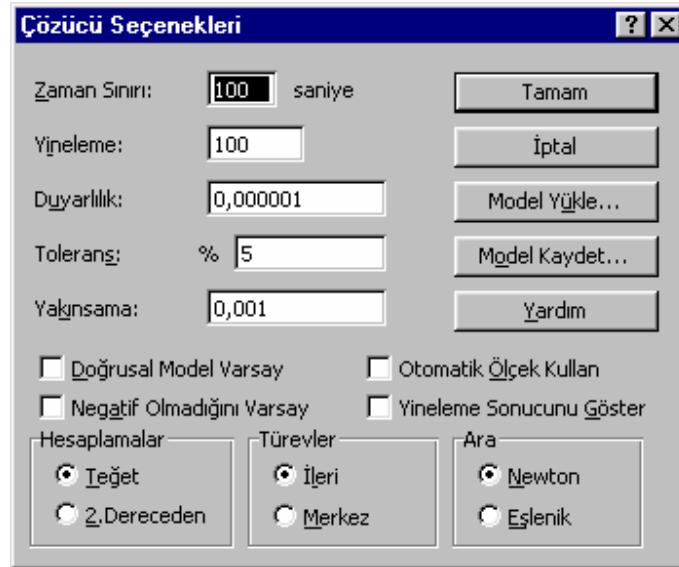 Çözücü Seçenekleri
Zaman Sınırı: 100 saniye Tamam
Yineleme: 100 İptal
Duyarlılık: 0,000001 Model Yükle...
Tolerans: % 5 Model Kaydet...
Yakınsama: 0,001 Yardım
Doğrusal Model Varsay Otomatik Ölçek Kullan
Negatif Olmadığını Varsay Yineleme Sonucunu Göster
Hesaplamalar Türevler Ara
Teğet İleri Newton
2.Dereceden Merkez Eşlenik